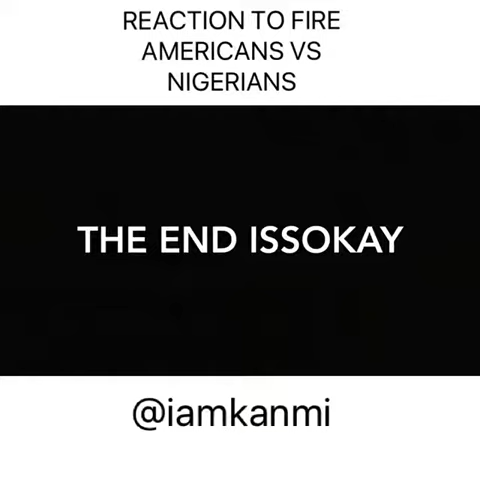 REACTION TO FIRE
AMERICANS VS
NIGERIANS
THE END ISSOKAY
@iamkanmi